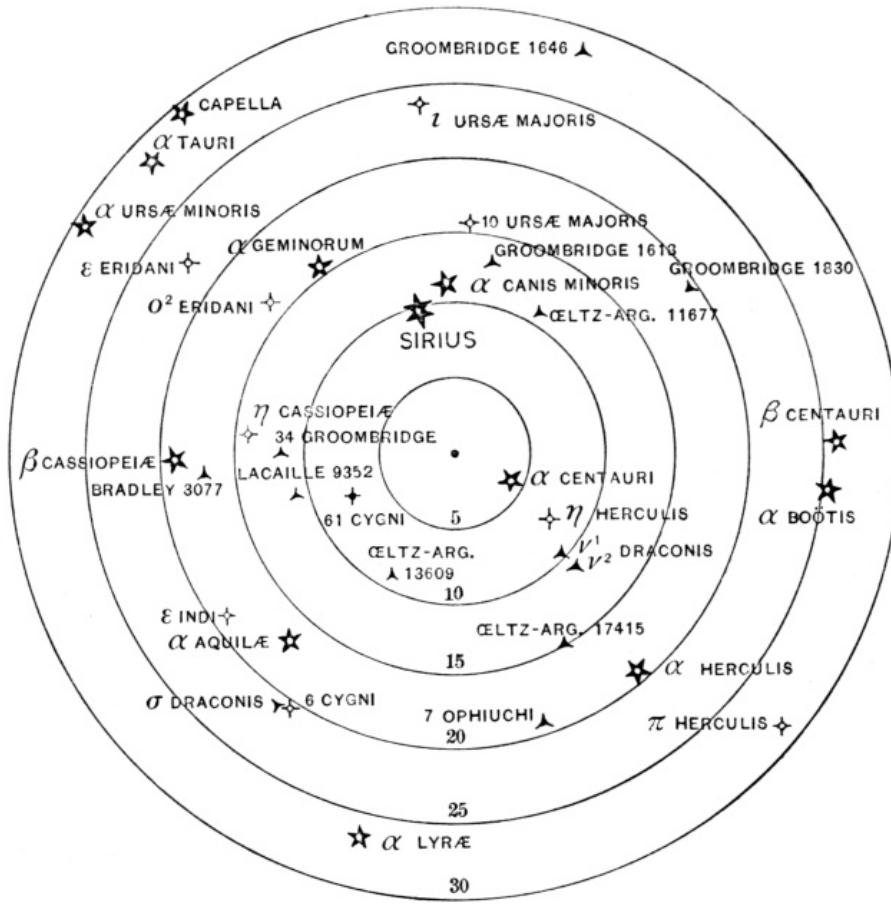 GROOMBRIDGE 1646
CAPELLA
ι URSÆ MAJORIS
α TAURI
α URSÆ MINORIS
10 URSÆ MAJORIS
α GEMINORUM
GROOMBRIDGE 1613
ε ERIDANI
GROOMBRIDGE 1830
α CANIS MINORIS
ο² ERIDANI
ŒLTZ-ARG. 11677
SIRIUS
η CASSIOPEIÆ
β CENTAURI
34 GROOMBRIDGE
β CASSIOPEIÆ
LACAILLE 9352
α CENTAURI
BRADLEY 3077
61 CYGNI
5
η HERCULIS
α BOÖTIS
ν¹
ν² DRACONIS
ŒLTZ-ARG.
13609
10
ε INDI
ŒLTZ-ARG. 17415
α AQUILÆ
15
α HERCULIS
σ DRACONIS
6 CYGNI
7 OPHIUCHI
π HERCULIS
20
25
α LYRÆ
30